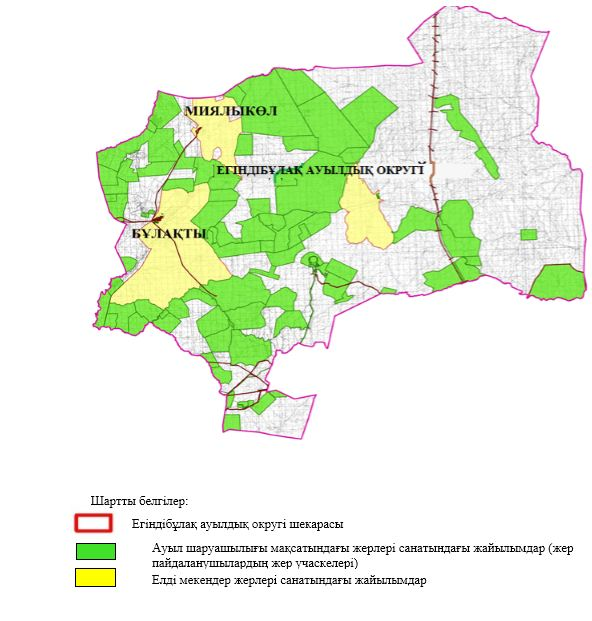 МИЯЛЫКӨЛ
ЕГІНДІБҰЛАҚ АУЫЛДЫҚ ОКРУГІ
БҰЛАҚТЫ
Шартты белгілер:
Егіндібұлақ ауылдық округі шекарасы
Ауыл шаруашылығы мақсатындағы жерлері санатындағы жайылымдар (жер
пайдаланушылардың жер учаскелері)
Елді мекендер жерлері санатындағы жайылымдар